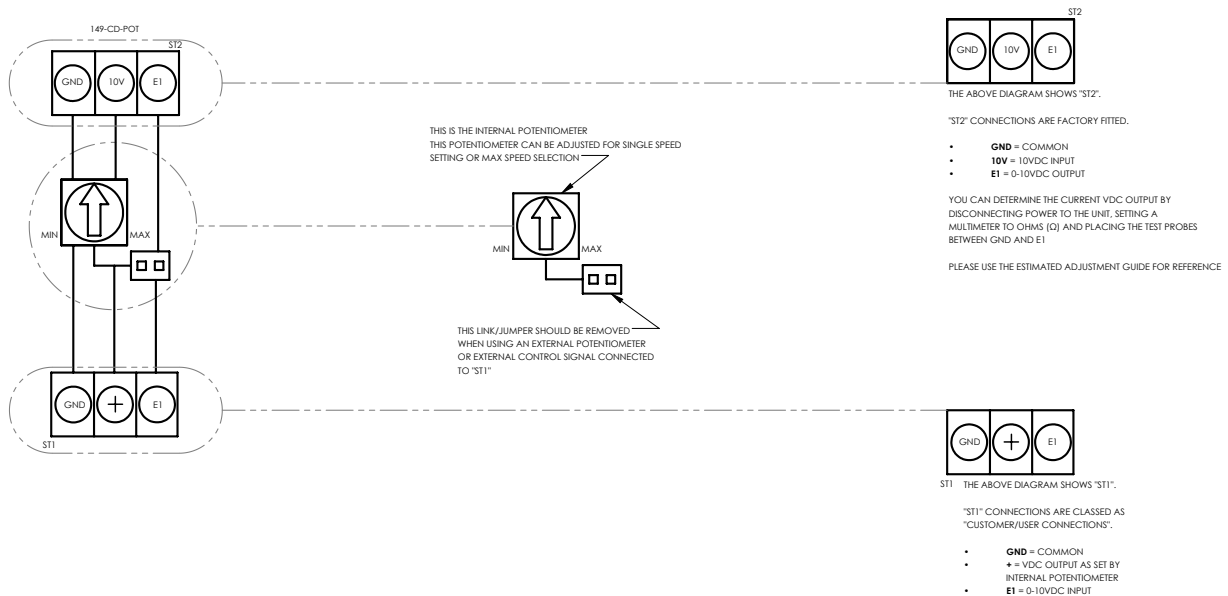 149-CD-POT
ST2
GND
10V
E1
MIN
MAX
GND
+
E1
ST1
THIS IS THE INTERNAL POTENTIOMETER
THIS POTENTIOMETER CAN BE ADJUSTED FOR SINGLE SPEED
SETTING OR MAX SPEED SELECTION
MIN
MAX
THIS LINK/JUMPER SHOULD BE REMOVED
WHEN USING AN EXTERNAL POTENTIOMETER
OR EXTERNAL CONTROL SIGNAL CONNECTED
TO "ST1"
ST2
GND
10V
E1
THE ABOVE DIAGRAM SHOWS "ST2".
"ST2" CONNECTIONS ARE FACTORY FITTED.
• GND = COMMON
• 10V = 10VDC INPUT
• E1 = 0-10VDC OUTPUT
YOU CAN DETERMINE THE CURRENT VDC OUTPUT BY
DISCONNECTING POWER TO THE UNIT, SETTING A
MULTIMETER TO OHMS (Ω) AND PLACING THE TEST PROBES
BETWEEN GND AND E1
PLEASE USE THE ESTIMATED ADJUSTMENT GUIDE FOR REFERENCE
GND
+
E1
ST1
THE ABOVE DIAGRAM SHOWS "ST1".
"ST1" CONNECTIONS ARE CLASSED AS
"CUSTOMER/USER CONNECTIONS".
• GND = COMMON
• + = VDC OUTPUT AS SET BY
INTERNAL POTENTIOMETER
• E1 = 0-10VDC INPUT